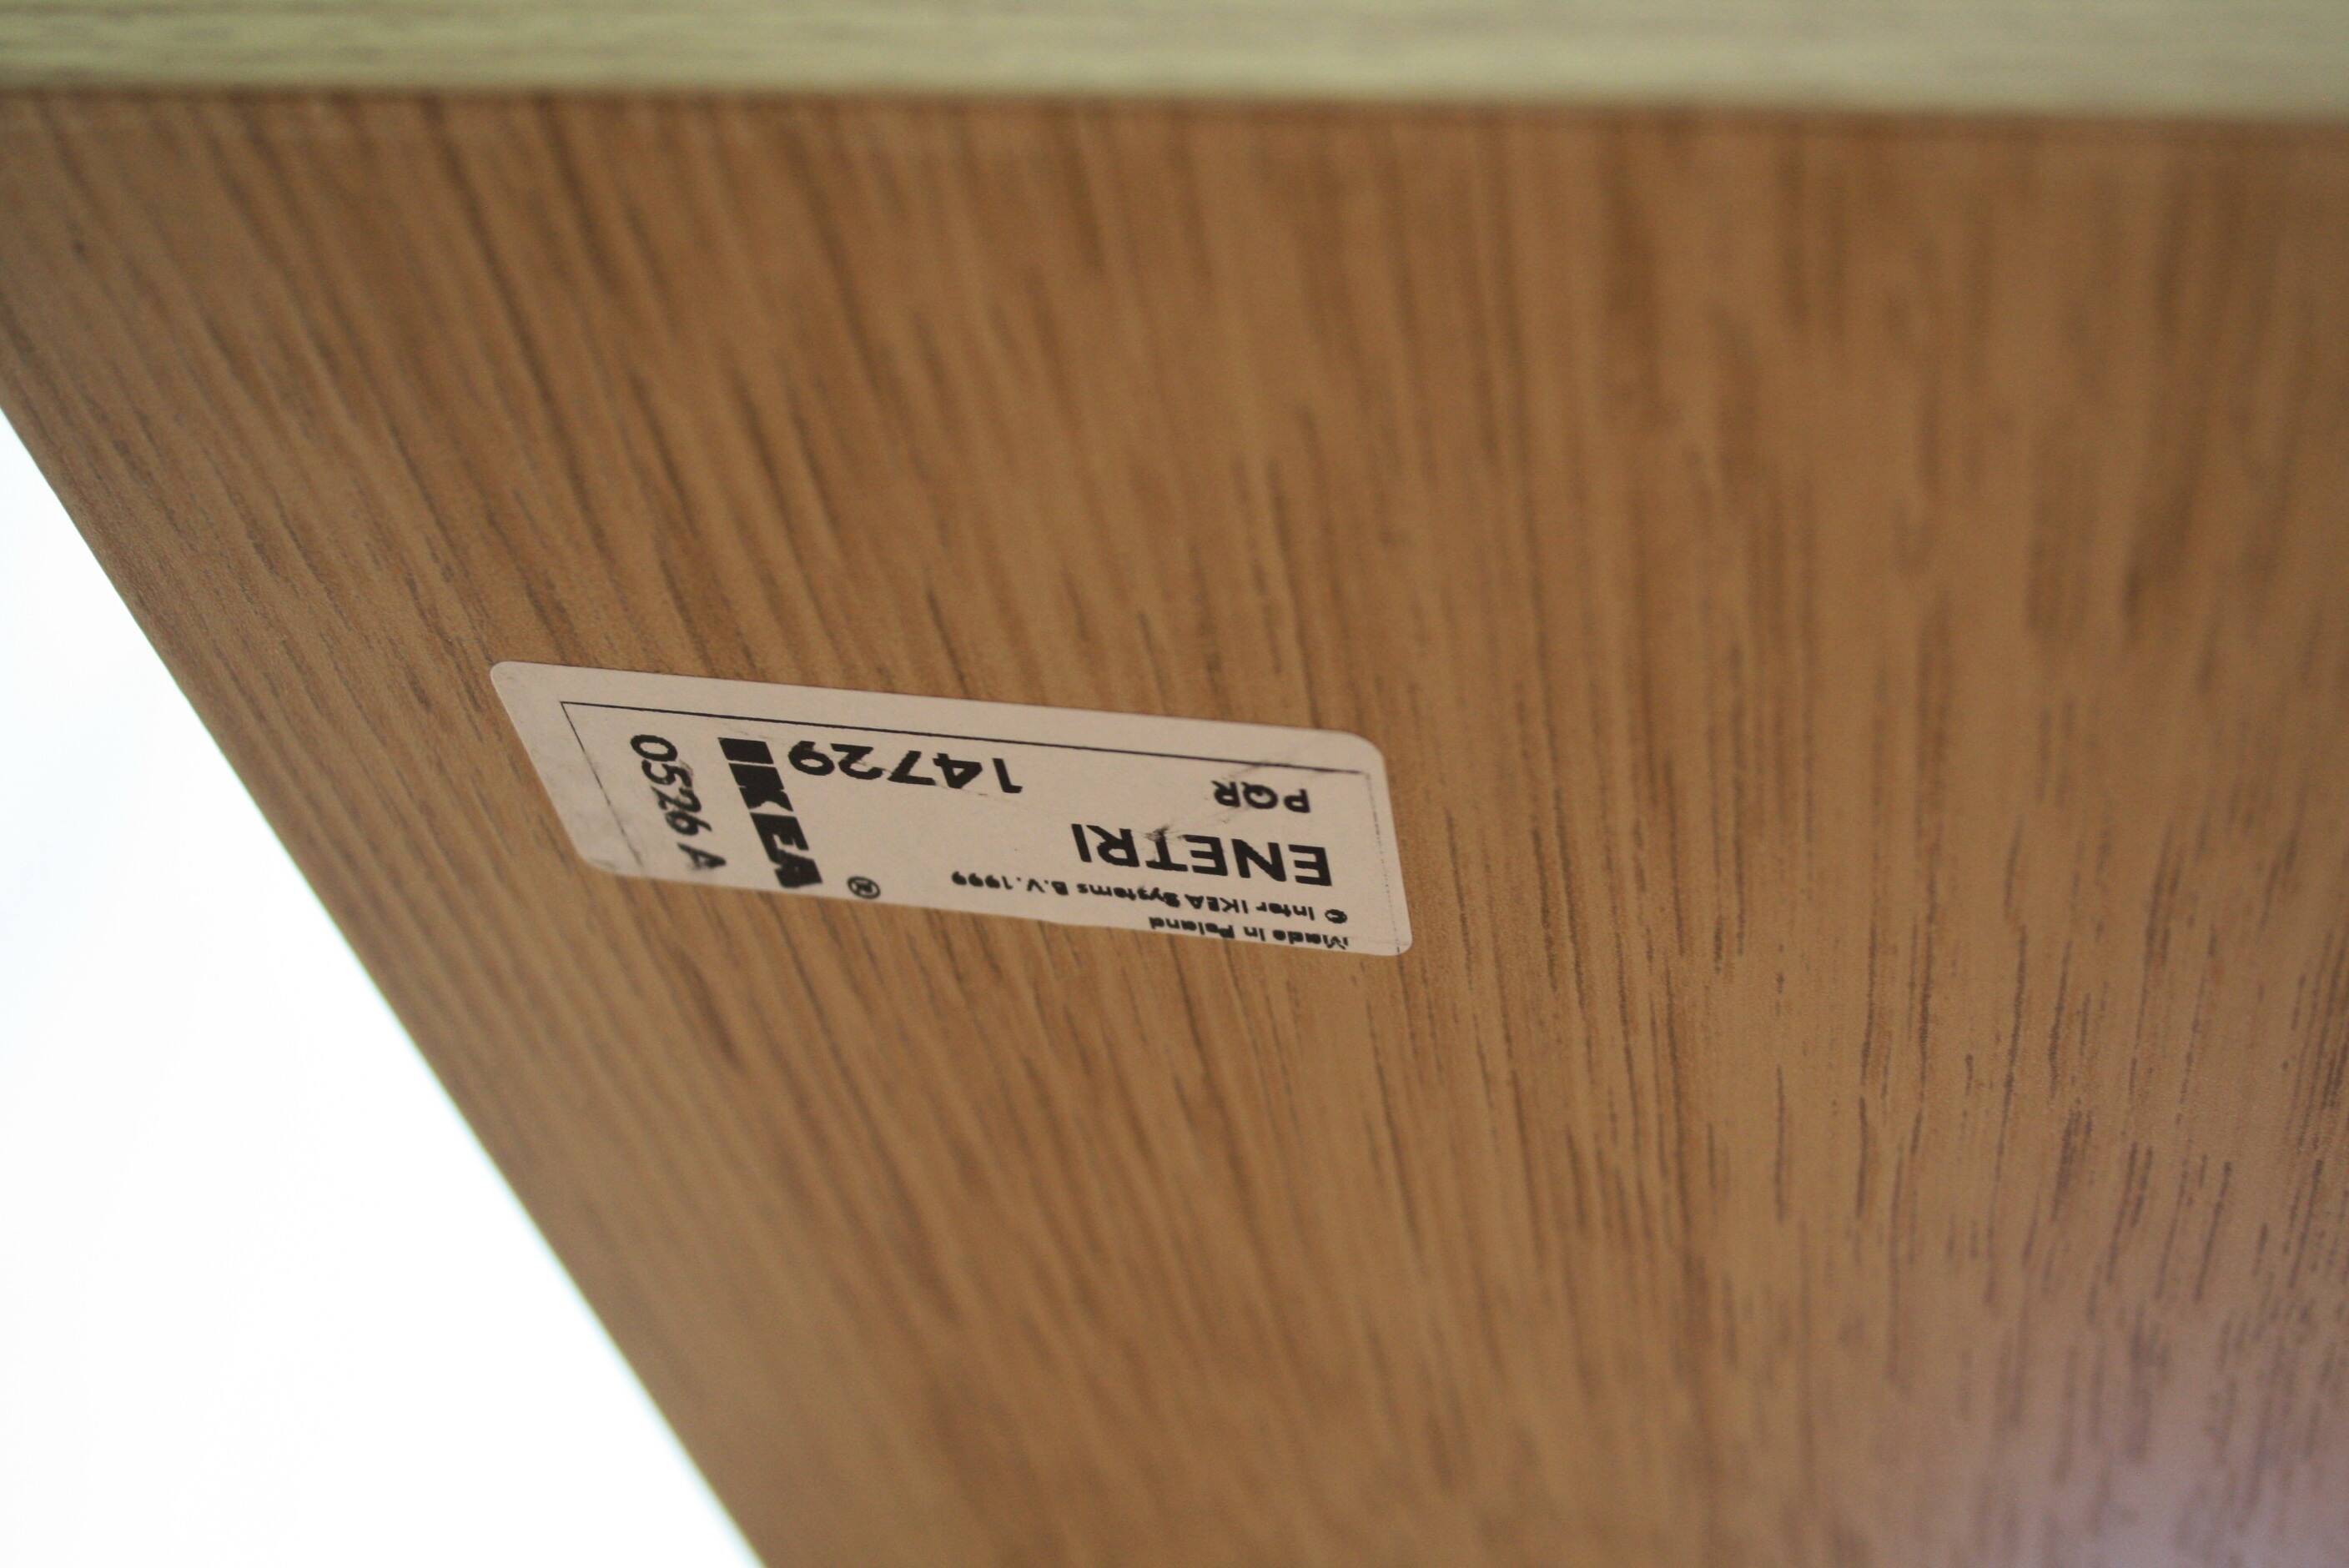 Made in Poland
© Inter IKEA Systems B.V. 1999
ENETRI
PQR
14729
IKEA®
0526 A